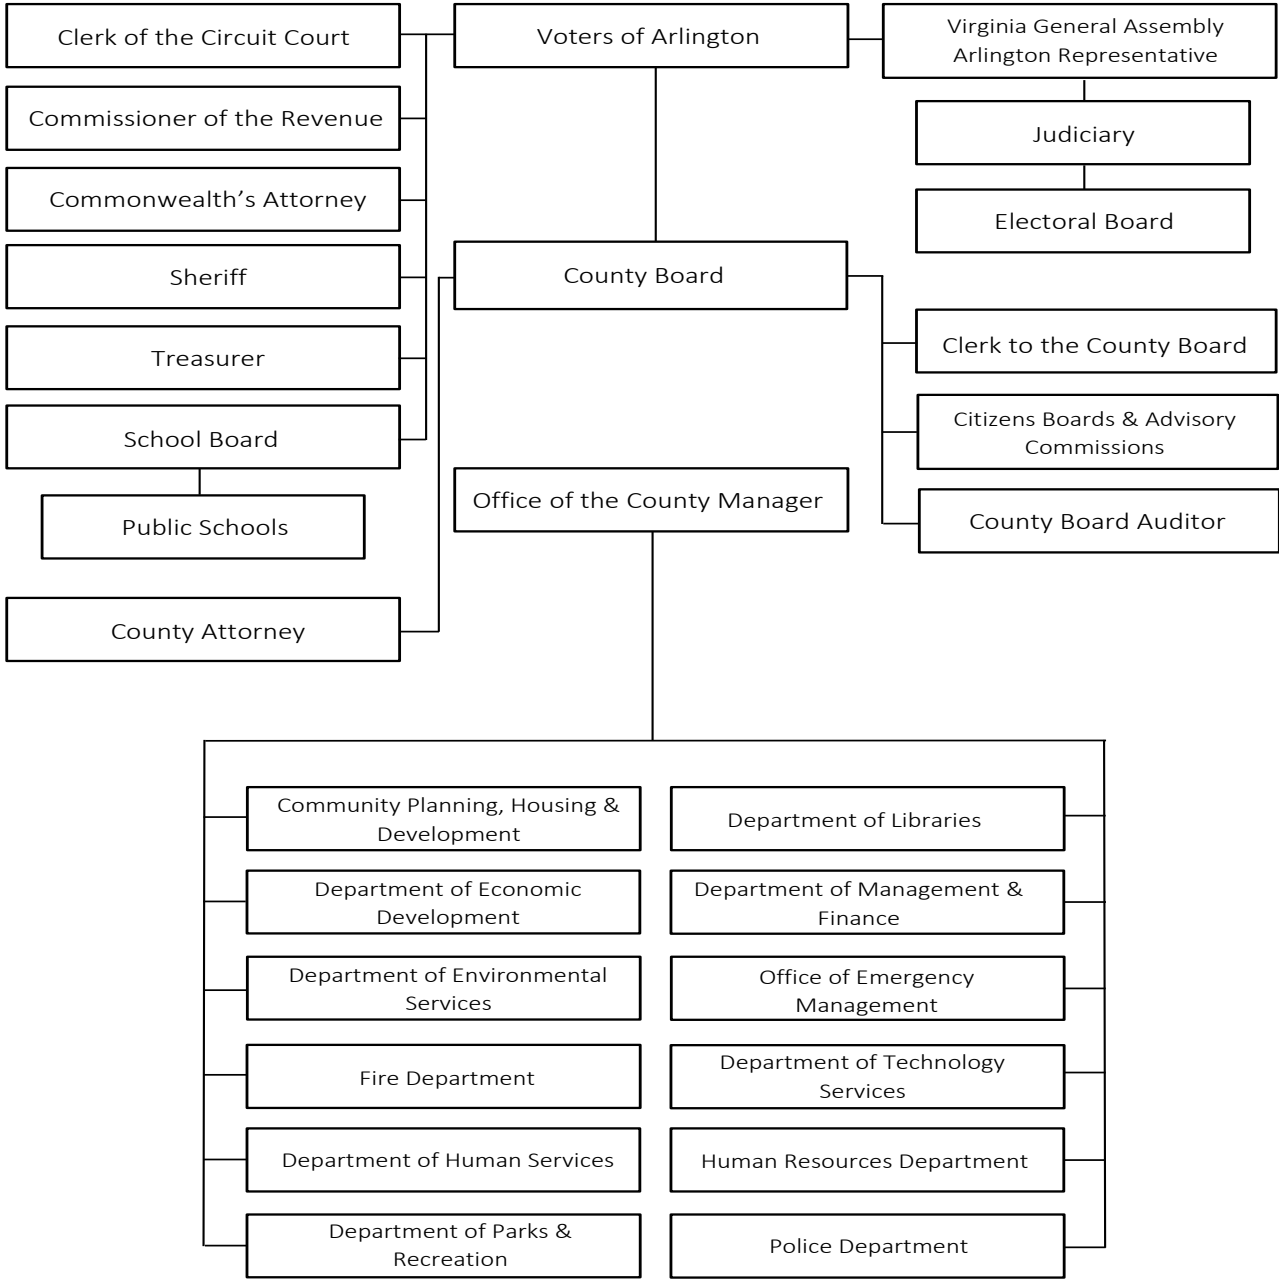 Clerk of the Circuit Court
Voters of Arlington
Virginia General Assembly
Arlington Representative
Commissioner of the Revenue
Judiciary
Commonwealth’s Attorney
Electoral Board
Sheriff
County Board
Treasurer
Clerk to the County Board
School Board
Citizens Boards & Advisory
Commissions
Public Schools
Office of the County Manager
County Board Auditor
County Attorney
Community Planning, Housing &
Development
Department of Libraries
Department of Economic
Development
Department of Management &
Finance
Department of Environmental
Services
Office of Emergency
Management
Fire Department
Department of Technology
Services
Department of Human Services
Human Resources Department
Department of Parks &
Recreation
Police Department